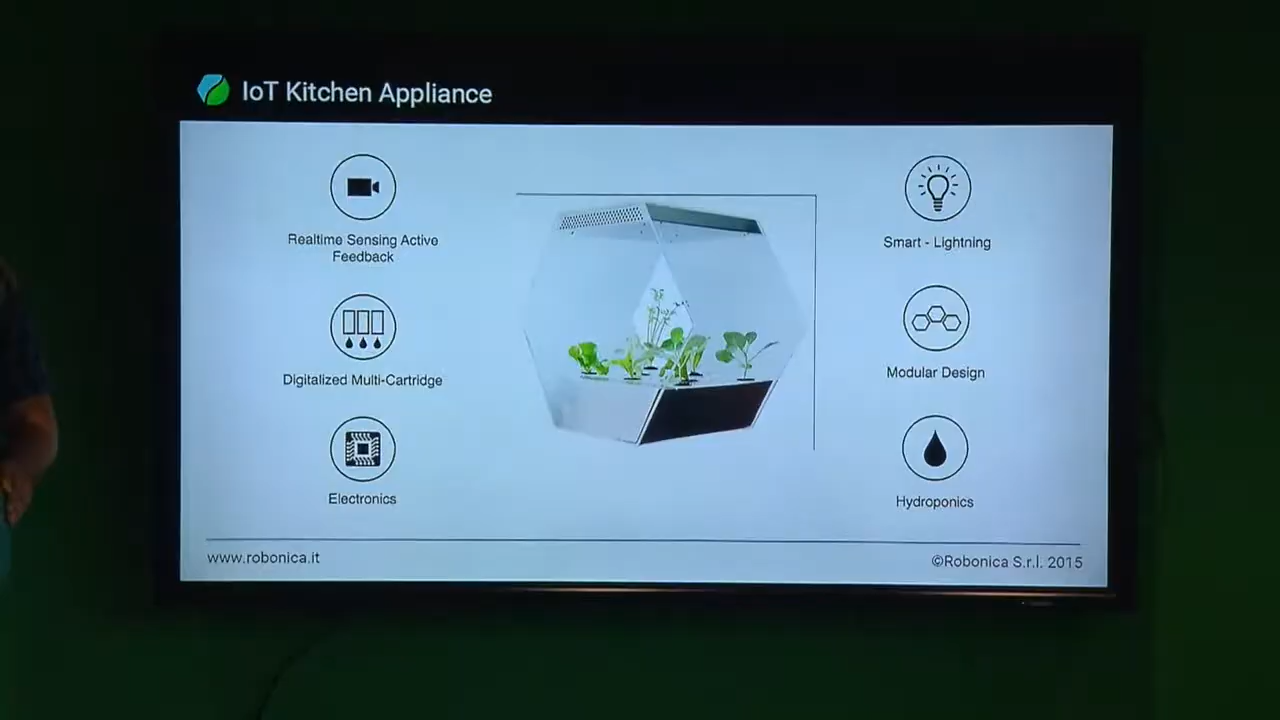 IoT Kitchen Appliance
Realtime Sensing Active
Feedback
Digitalized Multi-Cartridge
Electronics
Smart - Lightning
Modular Design
Hydroponics
www.robonica.it
©Robonica S.r.l. 2015